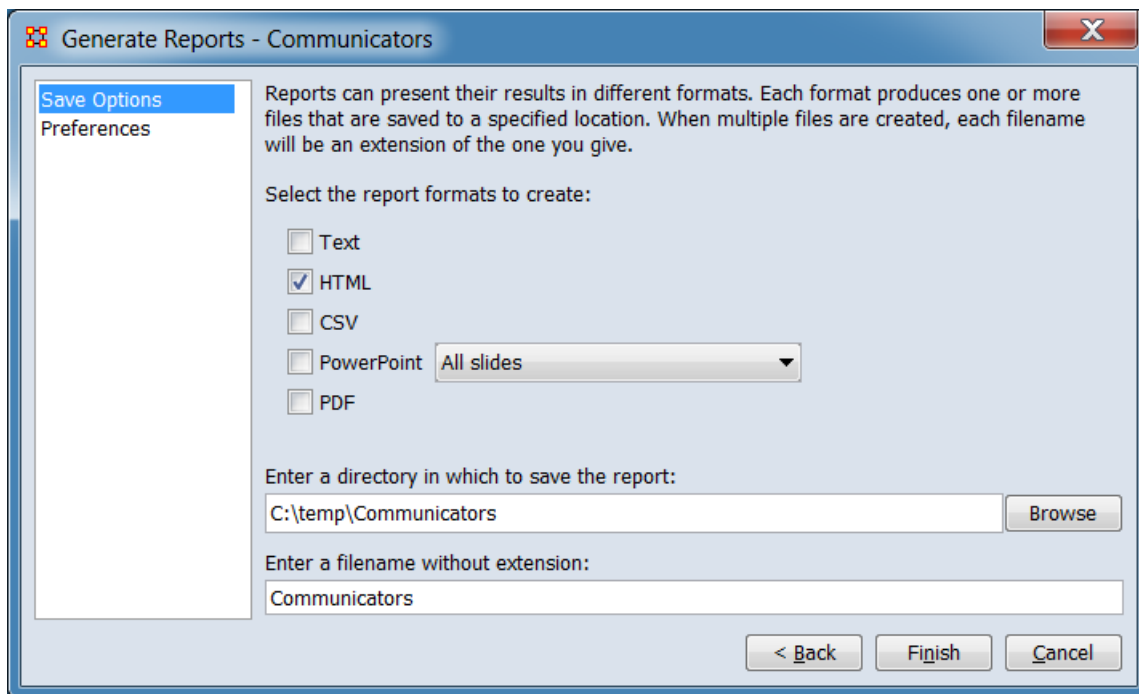 Generate Reports - Communicators
Save Options
Preferences
Reports can present their results in different formats. Each format produces one or more
files that are saved to a specified location. When multiple files are created, each filename
will be an extension of the one you give.
Select the report formats to create:
Text
HTML
CSV
PowerPoint All slides
PDF
Enter a directory in which to save the report:
C:\temp\Communicators Browse
Enter a filename without extension:
Communicators
< Back Finish Cancel